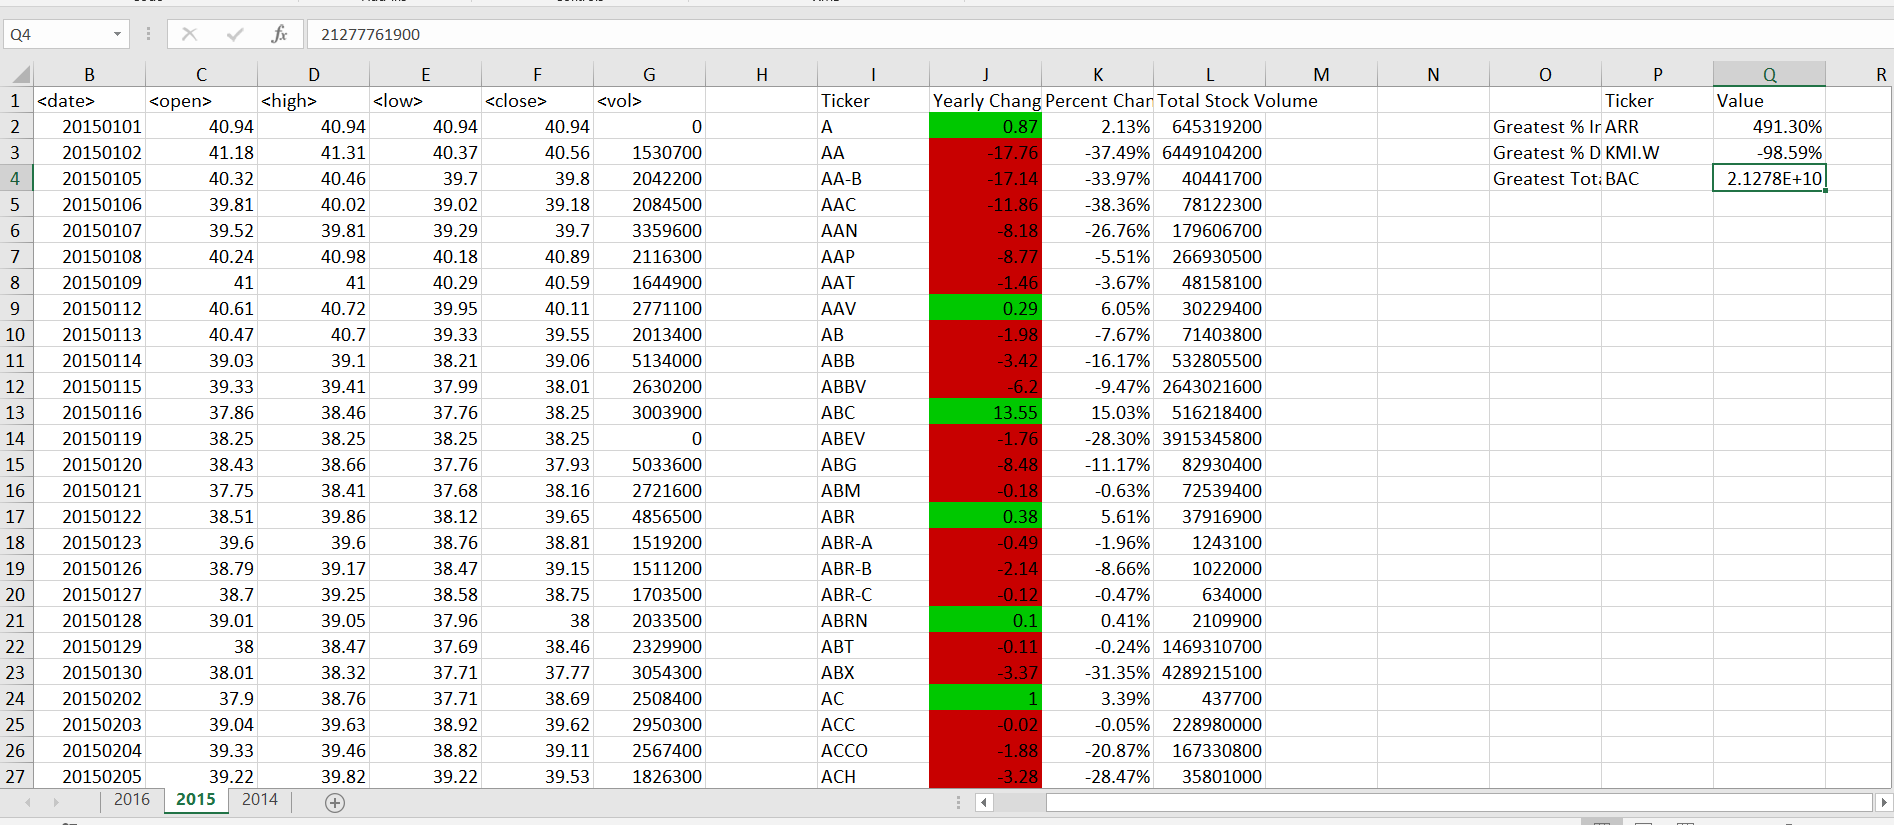 Q4 fx 21277761900
B C D E F G H I J K L M N O P Q R
1 <date> <open> <high> <low> <close> <vol> Ticker Yearly Chang Percent Char Total Stock Volume Ticker Value
2 20150101 40.94 40.94 40.94 40.94 0 A 0.87 2.13% 645319200 Greatest % Ir ARR 491.30%
3 20150102 41.18 41.31 40.37 40.56 1530700 AA -17.76 -37.49% 6449104200 Greatest % D KMI.W -98.59%
4 20150105 40.32 40.46 39.7 39.8 2042200 AA-B -17.14 -33.97% 40441700 Greatest Tota BAC 2.1278E+10
5 20150106 39.81 40.02 39.02 39.18 2084500 AAC -11.86 -38.36% 78122300
6 20150107 39.52 39.81 39.29 39.7 3359600 AAN -8.18 -26.76% 179606700
7 20150108 40.24 40.98 40.18 40.89 2116300 AAP -8.77 -5.51% 266930500
8 20150109 41 41 40.29 40.59 1644900 AAT -1.46 -3.67% 48158100
9 20150112 40.61 40.72 39.95 40.11 2771100 AAV 0.29 6.05% 30229400
10 20150113 40.47 40.7 39.33 39.55 2013400 AB -1.98 -7.67% 71403800
11 20150114 39.03 39.1 38.21 39.06 5134000 ABB -3.42 -16.17% 532805500
12 20150115 39.33 39.41 37.99 38.01 2630200 ABBV -6.2 -9.47% 2643021600
13 20150116 37.86 38.46 37.76 38.25 3003900 ABC 13.55 15.03% 516218400
14 20150119 38.25 38.25 38.25 38.25 0 ABEV -1.76 -28.30% 3915345800
15 20150120 38.43 38.66 37.76 37.93 5033600 ABG -8.48 -11.17% 82930400
16 20150121 37.75 38.41 37.68 38.16 2721600 ABM -0.18 -0.63% 72539400
17 20150122 38.51 39.86 38.12 39.65 4856500 ABR 0.38 5.61% 37916900
18 20150123 39.6 39.6 38.76 38.81 1519200 ABR-A -0.49 -1.96% 1243100
19 20150126 38.79 39.17 38.47 39.15 1511200 ABR-B -2.14 -8.66% 1022000
20 20150127 38.7 39.25 38.58 38.75 1703500 ABR-C -0.12 -0.47% 634000
21 20150128 39.01 39.05 37.96 38 2033500 ABRN 0.1 0.41% 2109900
22 20150129 38 38.47 37.69 38.46 2329900 ABT -0.11 -0.24% 1469310700
23 20150130 38.01 38.32 37.71 37.77 3054300 ABX -3.37 -31.35% 4289215100
24 20150202 37.9 38.76 37.71 38.69 2508400 AC 1 3.39% 437700
25 20150203 39.04 39.63 38.92 39.62 2950300 ACC -0.02 -0.05% 228980000
26 20150204 39.33 39.46 38.82 39.11 2567400 ACCO -1.88 -20.87% 167330800
27 20150205 39.22 39.82 39.22 39.53 1826300 ACH -3.28 -28.47% 35801000
2016 2015 2014